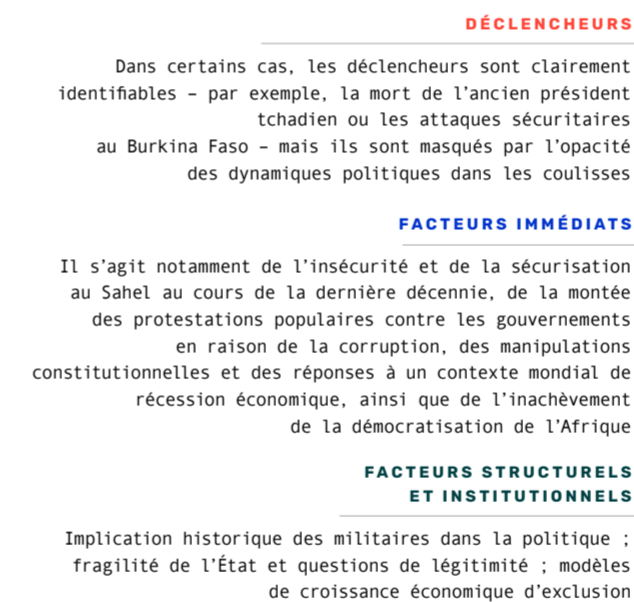 DÉCLENCHEURS
Dans certains cas, les déclencheurs sont clairement
identifiables – par exemple, la mort de l'ancien président
tchadien ou les attaques sécuritaires
au Burkina Faso – mais ils sont masqués par l'opacité
des dynamiques politiques dans les coulisses
FACTEURS IMMÉDIATS
Il s'agit notamment de l'insécurité et de la sécurisation
au Sahel au cours de la dernière décennie, de la montée
des protestations populaires contre les gouvernements
en raison de la corruption, des manipulations
constitutionnelles et des réponses à un contexte mondial de
récession économique, ainsi que de l'inachèvement
de la démocratisation de l'Afrique
FACTEURS STRUCTURELS
ET INSTITUTIONNELS
Implication historique des militaires dans la politique ;
fragilité de l'État et questions de légitimité ; modèles
de croissance économique d'exclusion